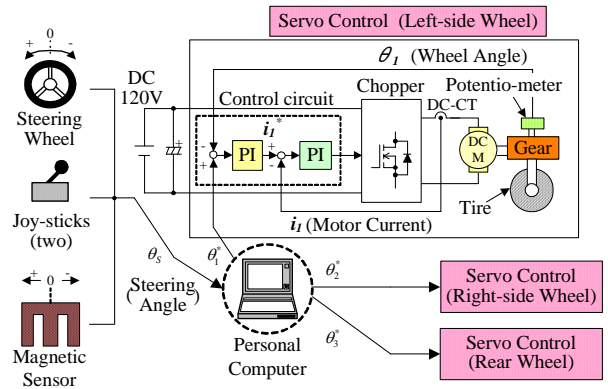 Servo Control (Left-side Wheel)
+ 0 -
Steering
Wheel
DC
120V
+
θ1 (Wheel Angle)
Chopper
Potentio-meter
DC-CT
Control circuit
i1*
-
+
PI
+
-
PI
DC
M
Gear
Tire
i1 (Motor Current)
Joy-sticks
(two)
θS
(Steering
Angle)
θ1*
θ2*
θ3*
+ 0 -
Magnetic
Sensor
Personal
Computer
Servo Control
(Right-side Wheel)
Servo Control
(Rear Wheel)